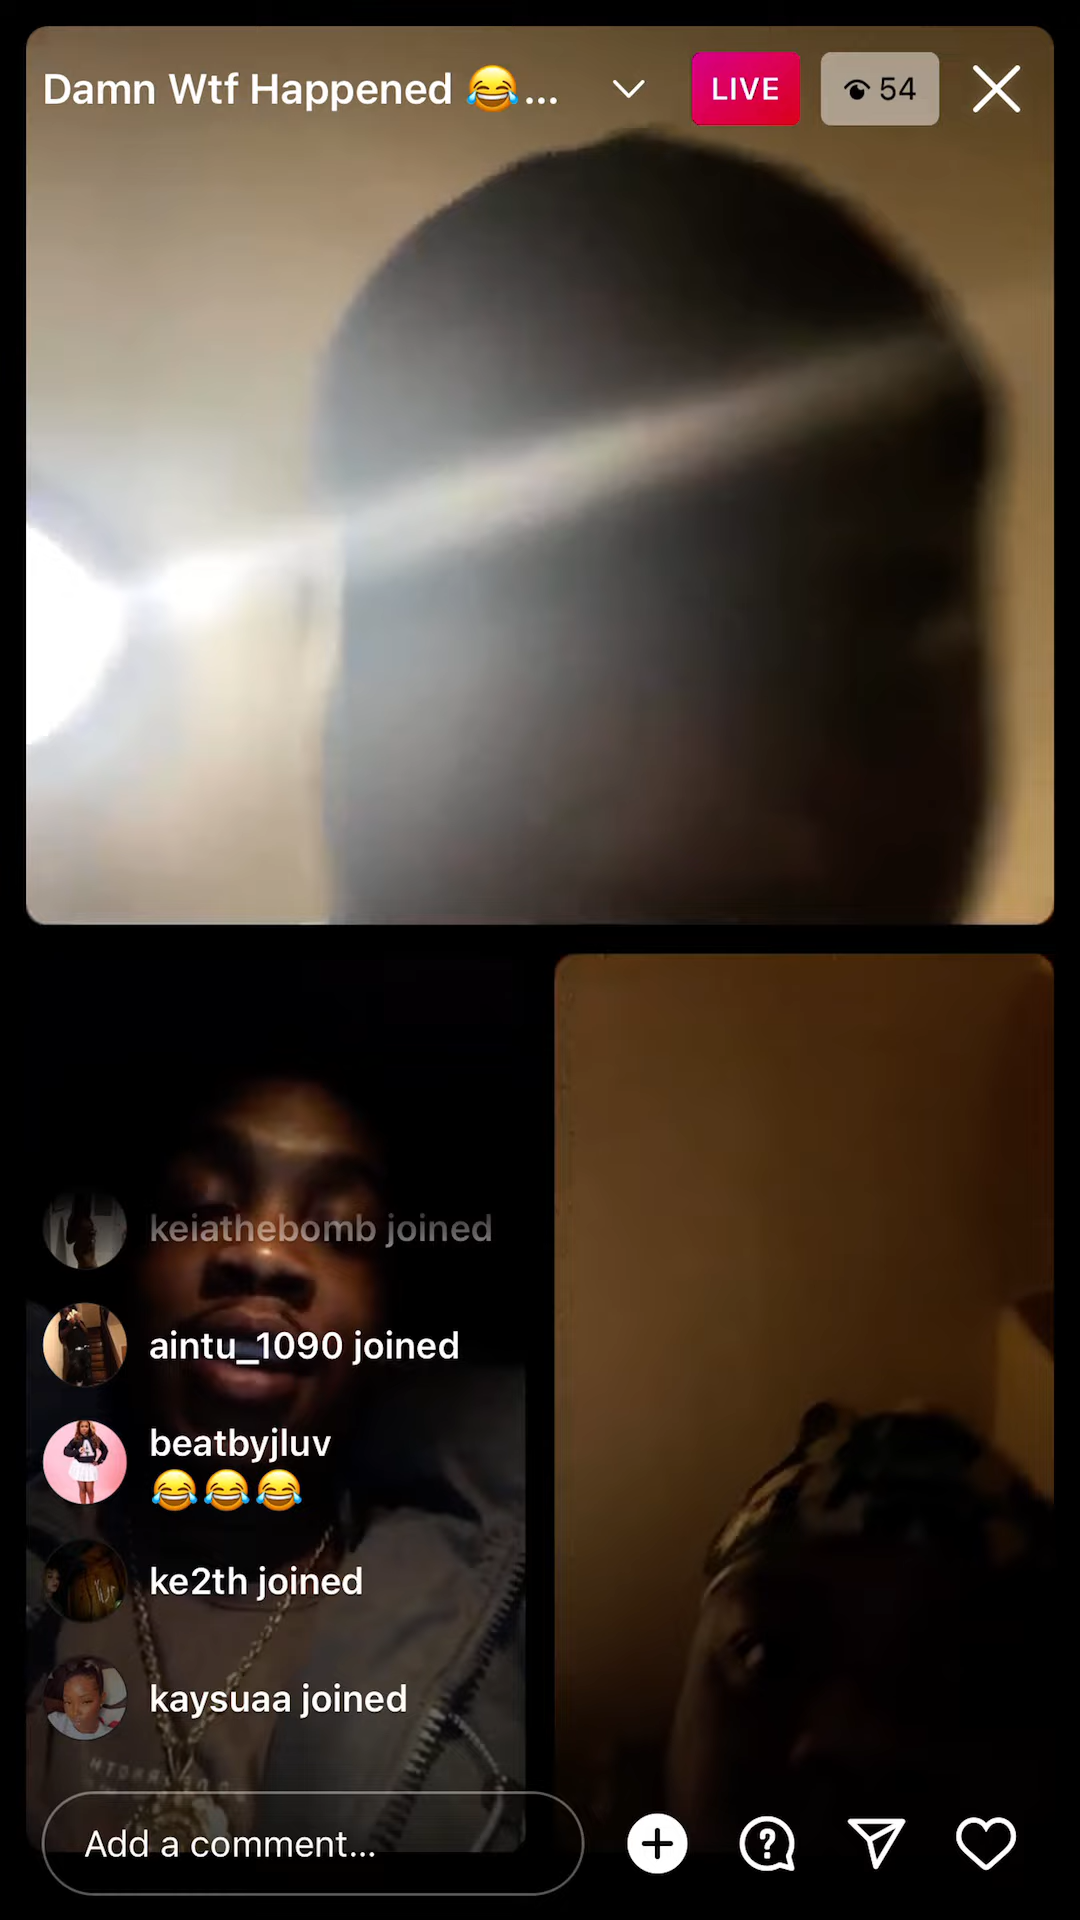 Damn Wtf Happened 😂...
LIVE
54
keiathebomb joined
aintu_1090 joined
beatbyjluv
😂😂😂
ke2th joined
kaysuaa joined
Add a comment...